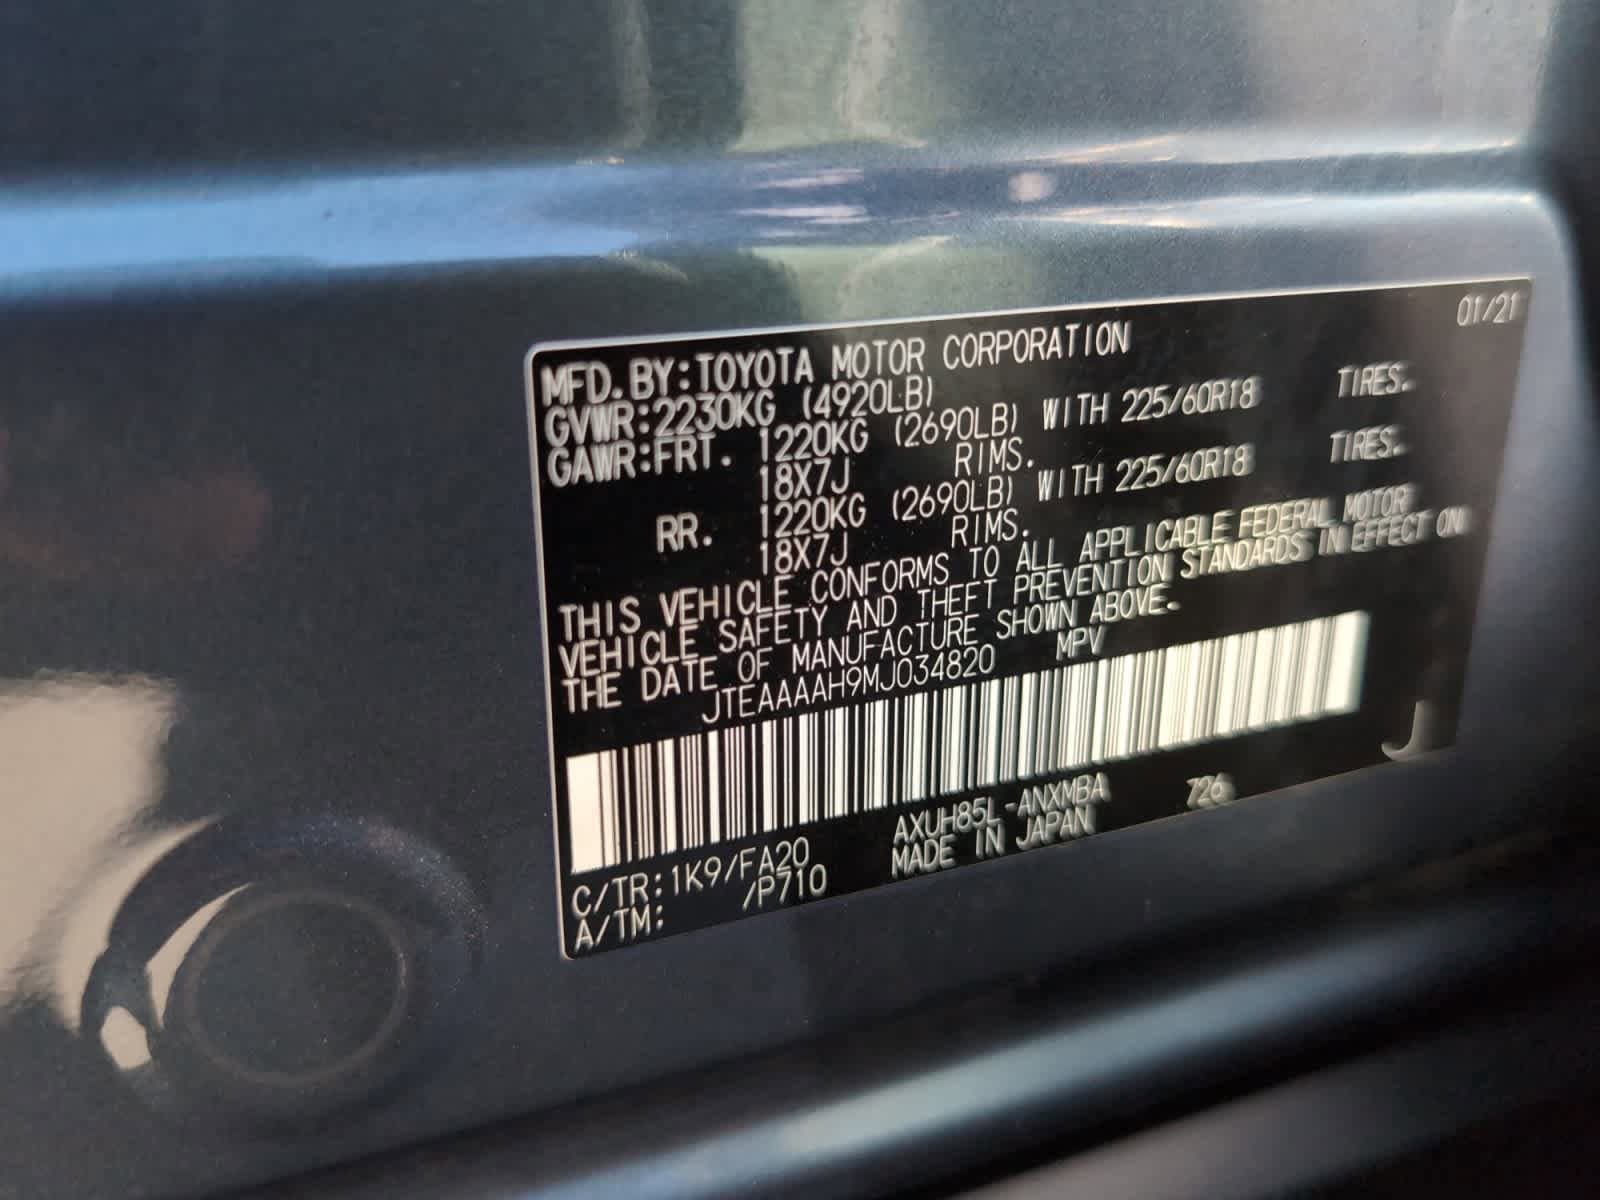 01/21
MFD. BY: TOYOTA MOTOR CORPORATION
GVWR: 2230KG (4920LB)
GAWR: FRT. 1220KG (2690LB) WITH 225/60R18 TIRES.
18X7J RIMS.
RR. 1220KG (2690LB) WITH 225/60R18 TIRES.
18X7J RIMS.
THIS VEHICLE CONFORMS TO ALL APPLICABLE FEDERAL MOTOR
VEHICLE SAFETY AND THEFT PREVENTION STANDARDS IN EFFECT ON
THE DATE OF MANUFACTURE SHOWN ABOVE.
JTEAAAAH9MJ034820 MPV
J
AXUH85L-ANXMBA 726
C/TR: 1K9/FA20 MADE IN JAPAN
A/TM: /P710